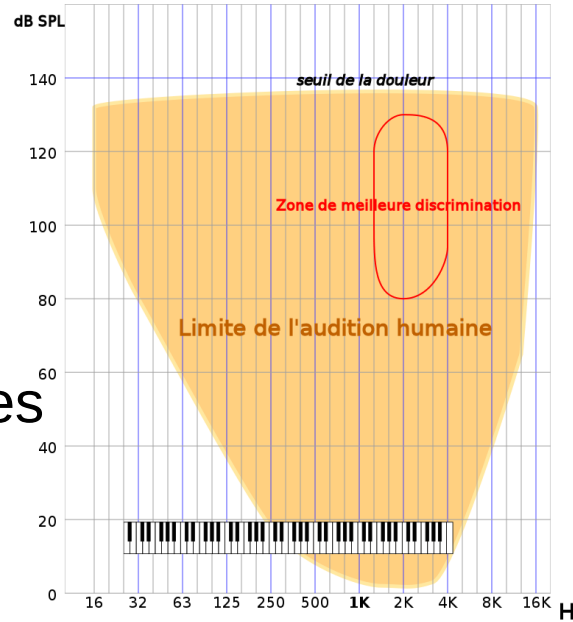 dB SPL
140
seuil de la douleur
120
Zone de meilleure discrimination
100
80
Limite de l'audition humaine
60
es
40
20
0
16 32 63 125 250 500 1K 2K 4K 8K 16K
H